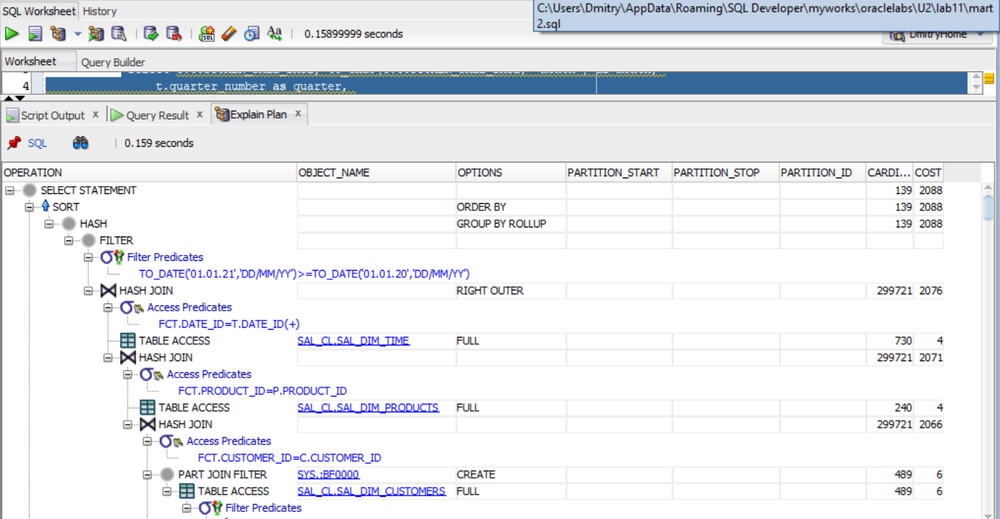 SQL Worksheet History
C:\Users\Dmitry\AppData\Roaming\SQL Developer\myworks\oraclelabs\U2\lab11\mart
2.sql
0.15899999 seconds
DmitryHome
Worksheet Query Builder
4 t.quarter_number as quarter,
Script Output x Query Result x Explain Plan x
SQL 0.159 seconds
OPERATION OBJECT_NAME OPTIONS PARTITION_START PARTITION_STOP PARTITION_ID CARDI... COST
SELECT STATEMENT 139 2088
SORT ORDER BY 139 2088
HASH GROUP BY ROLLUP 139 2088
FILTER
Filter Predicates
TO_DATE('01.01.21','DD/MM/YY')>=TO_DATE('01.01.20','DD/MM/YY')
HASH JOIN RIGHT OUTER 299721 2076
Access Predicates
FCT.DATE_ID=T.DATE_ID(+)
TABLE ACCESS SAL_CL.SAL_DIM_TIME FULL 730 4
HASH JOIN 299721 2071
Access Predicates
FCT.PRODUCT_ID=P.PRODUCT_ID
TABLE ACCESS SAL_CL.SAL_DIM_PRODUCTS FULL 240 4
HASH JOIN 299721 2066
Access Predicates
FCT.CUSTOMER_ID=C.CUSTOMER_ID
PART JOIN FILTER SYS.:BF0000 CREATE 489 6
TABLE ACCESS SAL_CL.SAL_DIM_CUSTOMERS FULL 489 6
Filter Predicates